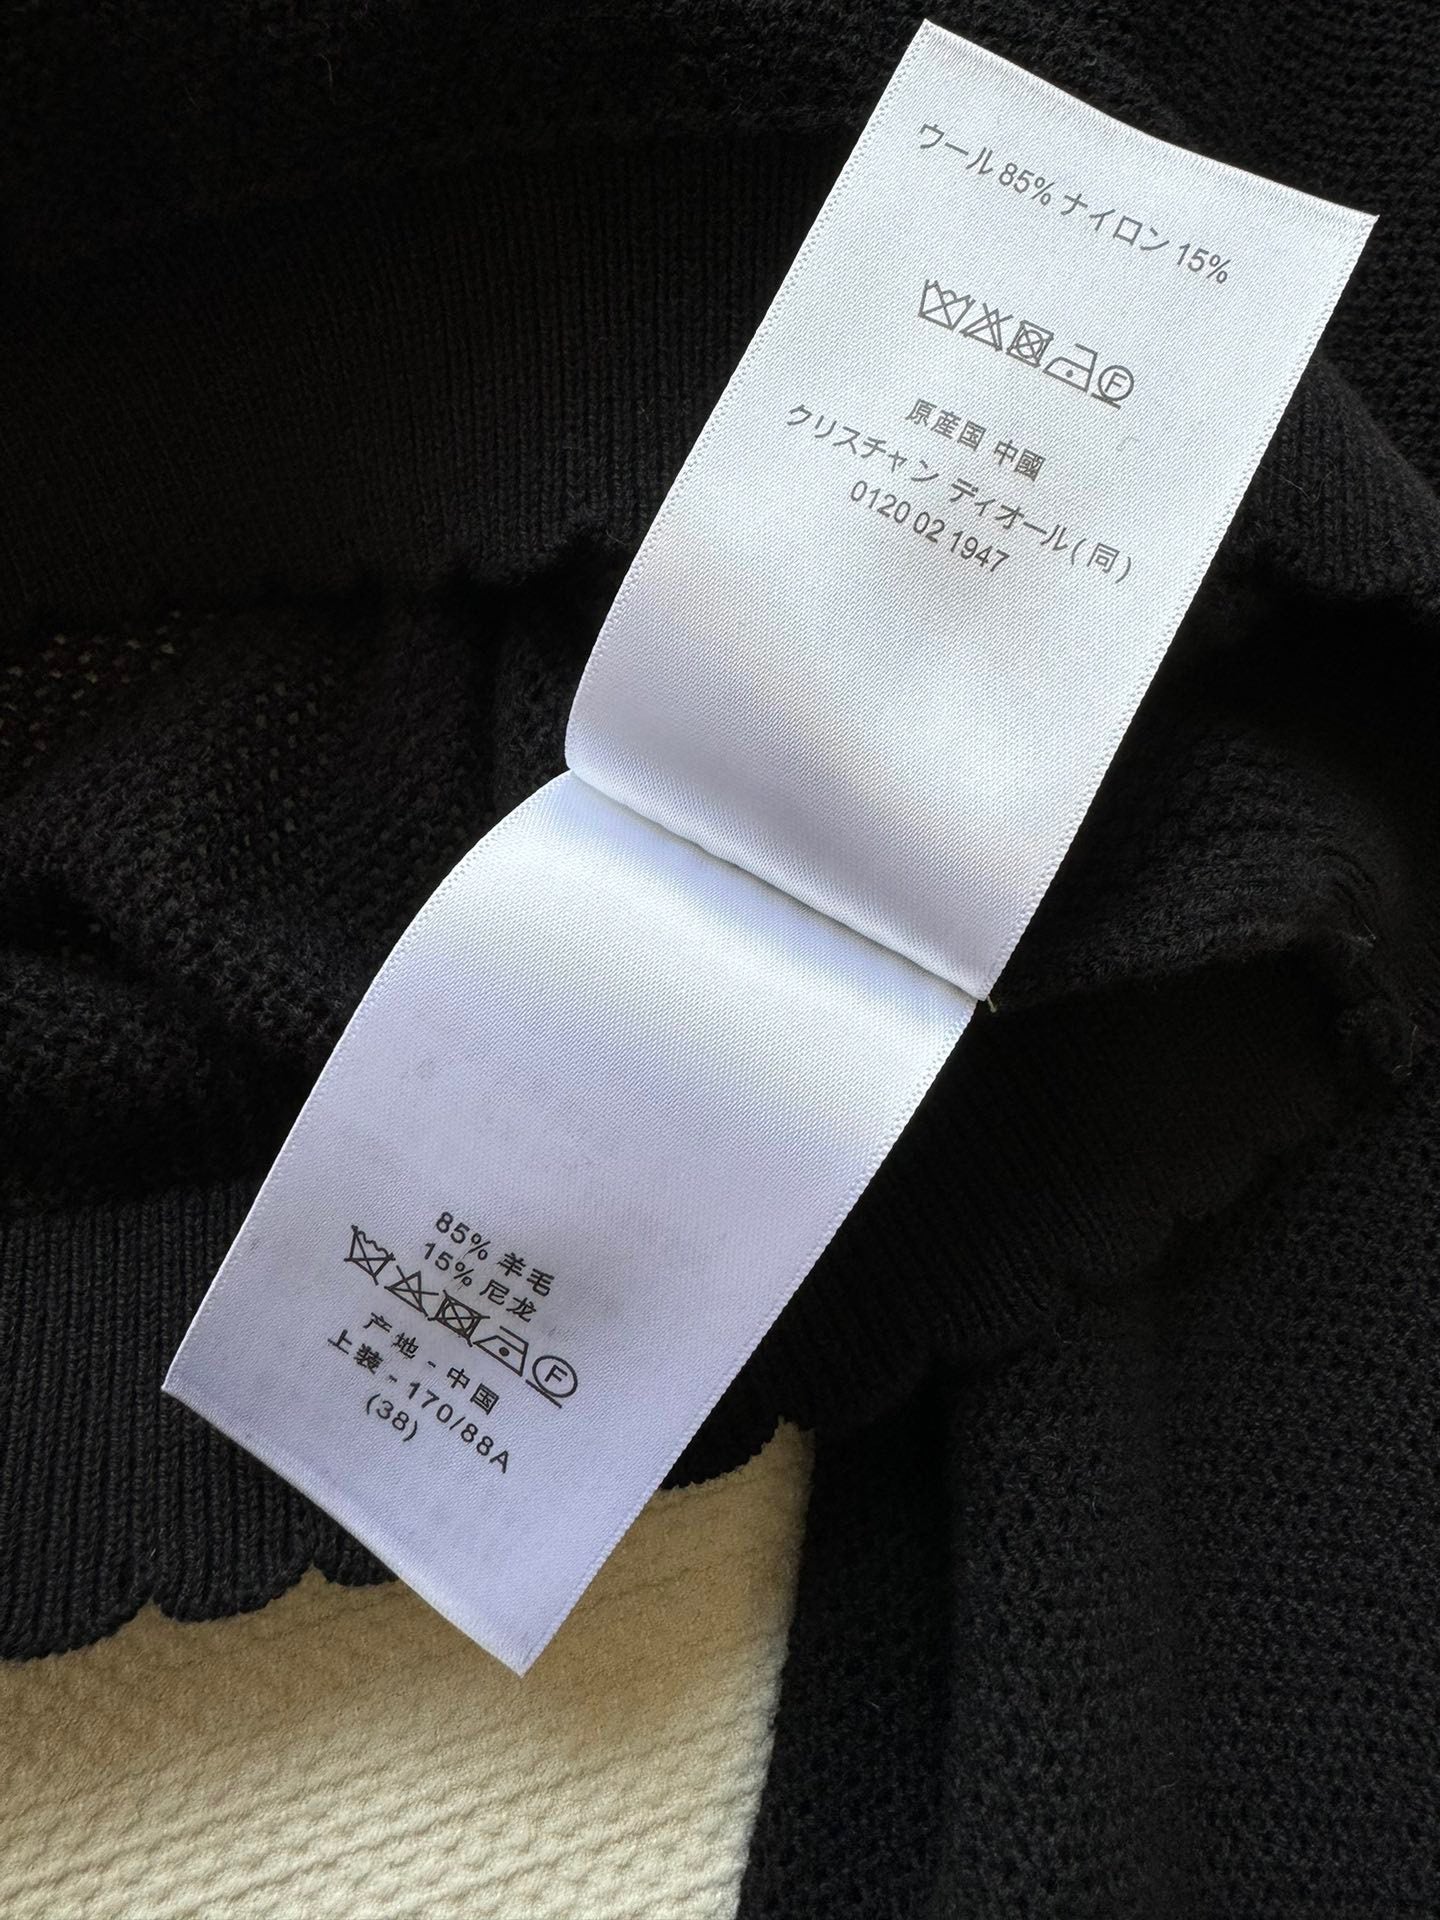 ウール 85% ナイロン 15%
F
原産国 中國
クリスチャン ディオール(同)
0120 02 1947
85% 羊毛
15% 尼龙
F
产地 - 中国
上装 - 170/88A
(38)